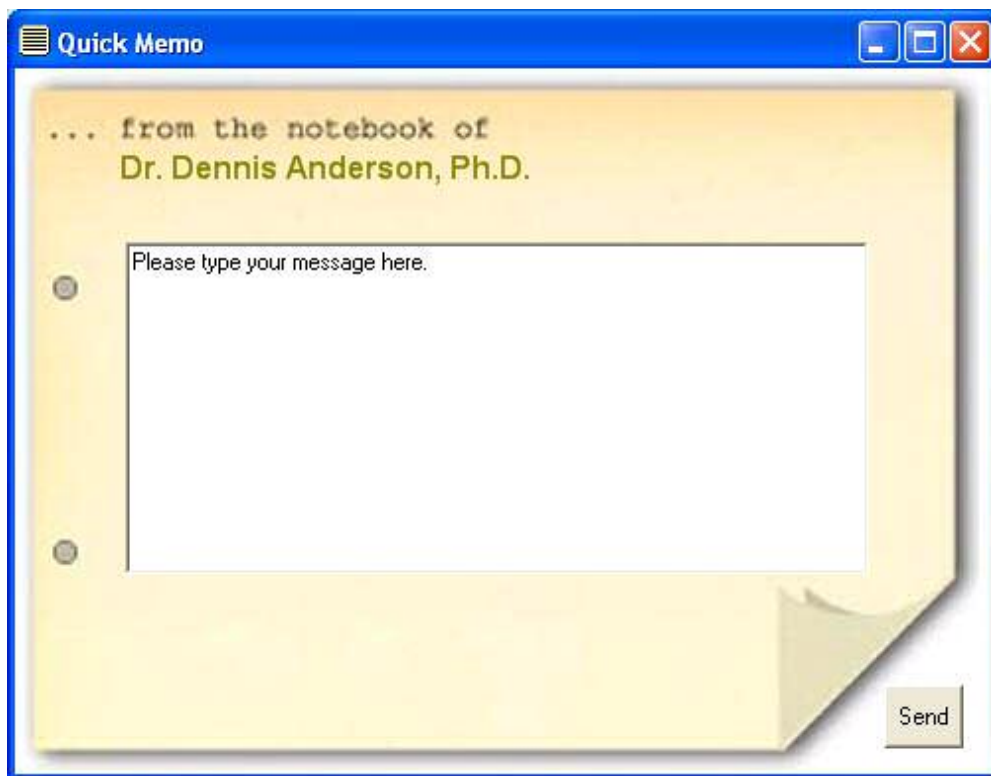 Quick Memo
... from the notebook of
Dr. Dennis Anderson, Ph.D.
Please type your message here.
Send